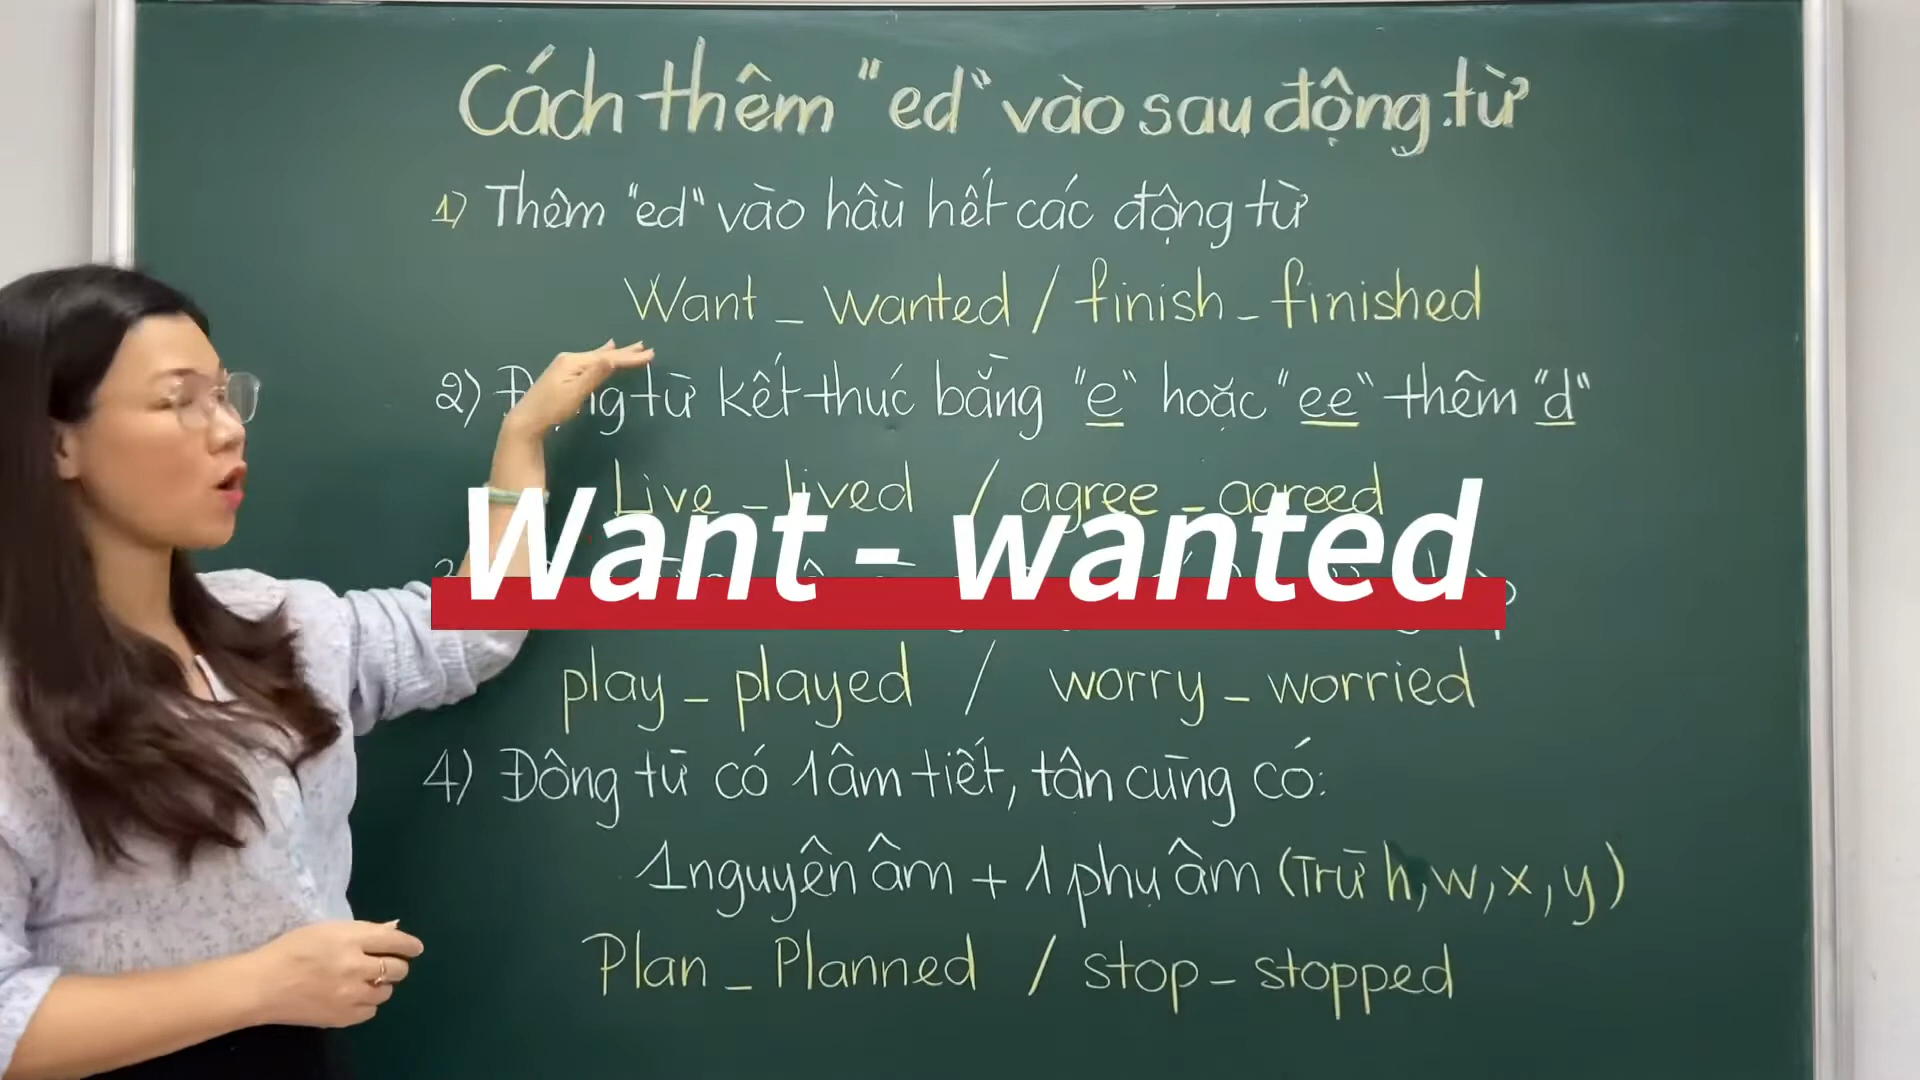 Cách thêm "ed" vào sau động từ
1) Thêm "ed" vào hầu hết các động từ
Want _ wanted / finish _ finished
2) từ kết thúc bằng "e" hoặc "ee" thêm "d"
Live _ lived / agree _ agreed
Want - wanted
play _ played / worry _ worried
4) Động từ có 1 âm tiết, tận cùng có:
1 nguyên âm + 1 phụ âm (Trừ h, w, x, y)
Plan _ Planned / stop _ stopped